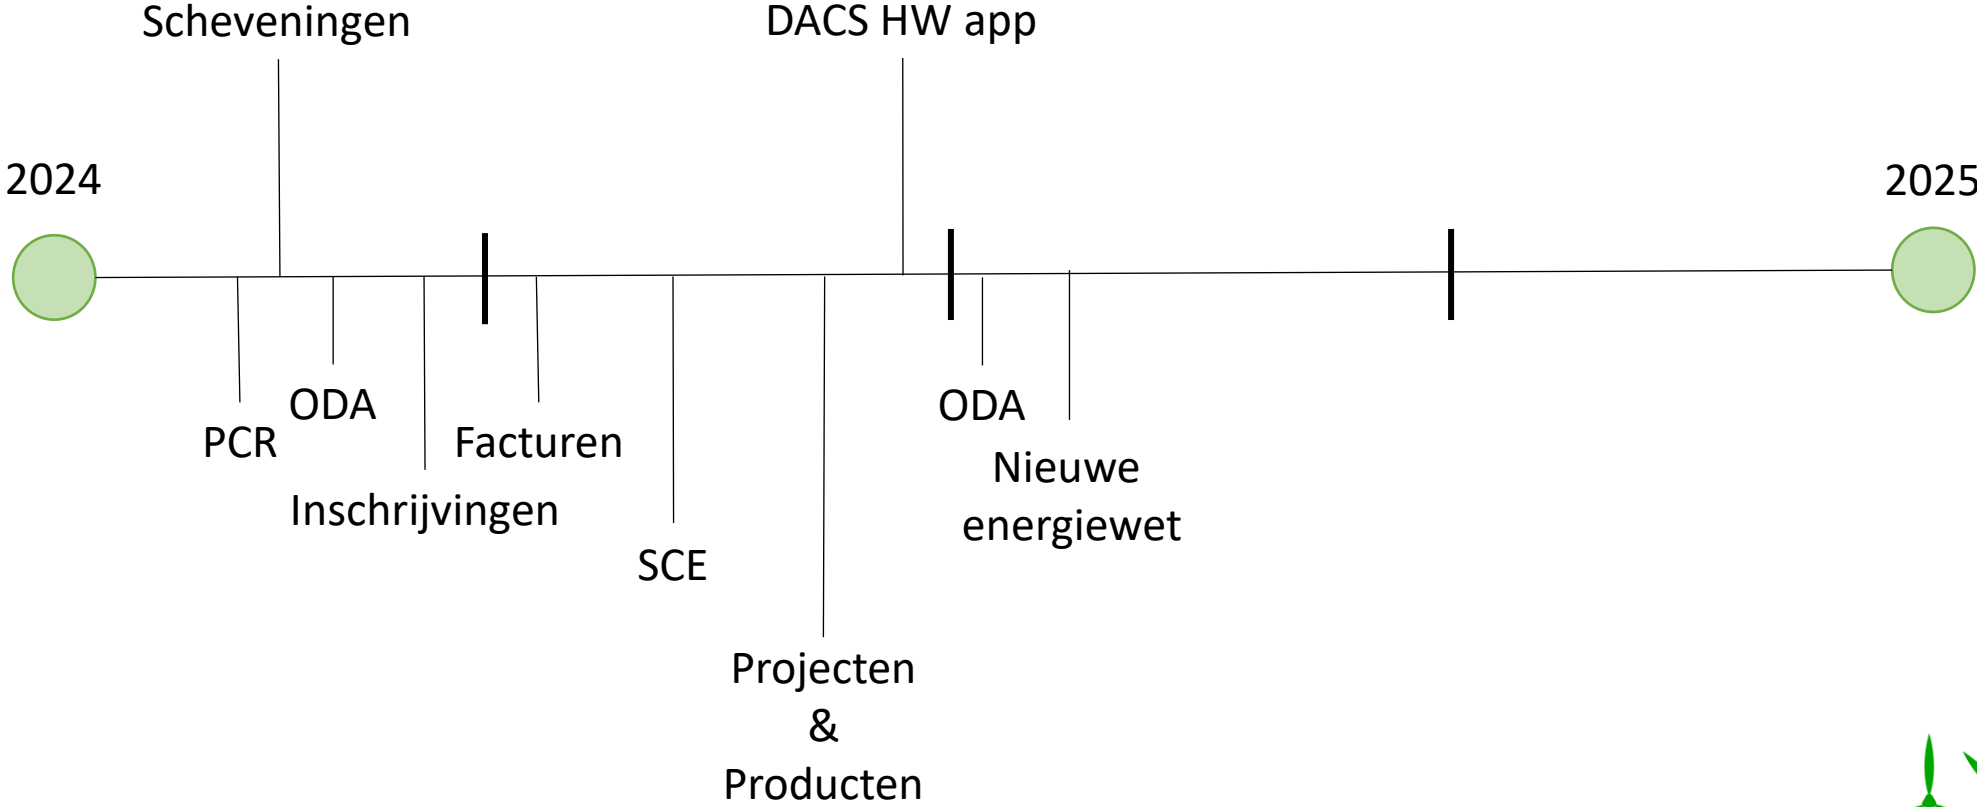 Scheveningen
DACS HW app
2024
2025
ODA
ODA
PCR
Facturen
Nieuwe
energiewet
Inschrijvingen
SCE
Projecten
&
Producten